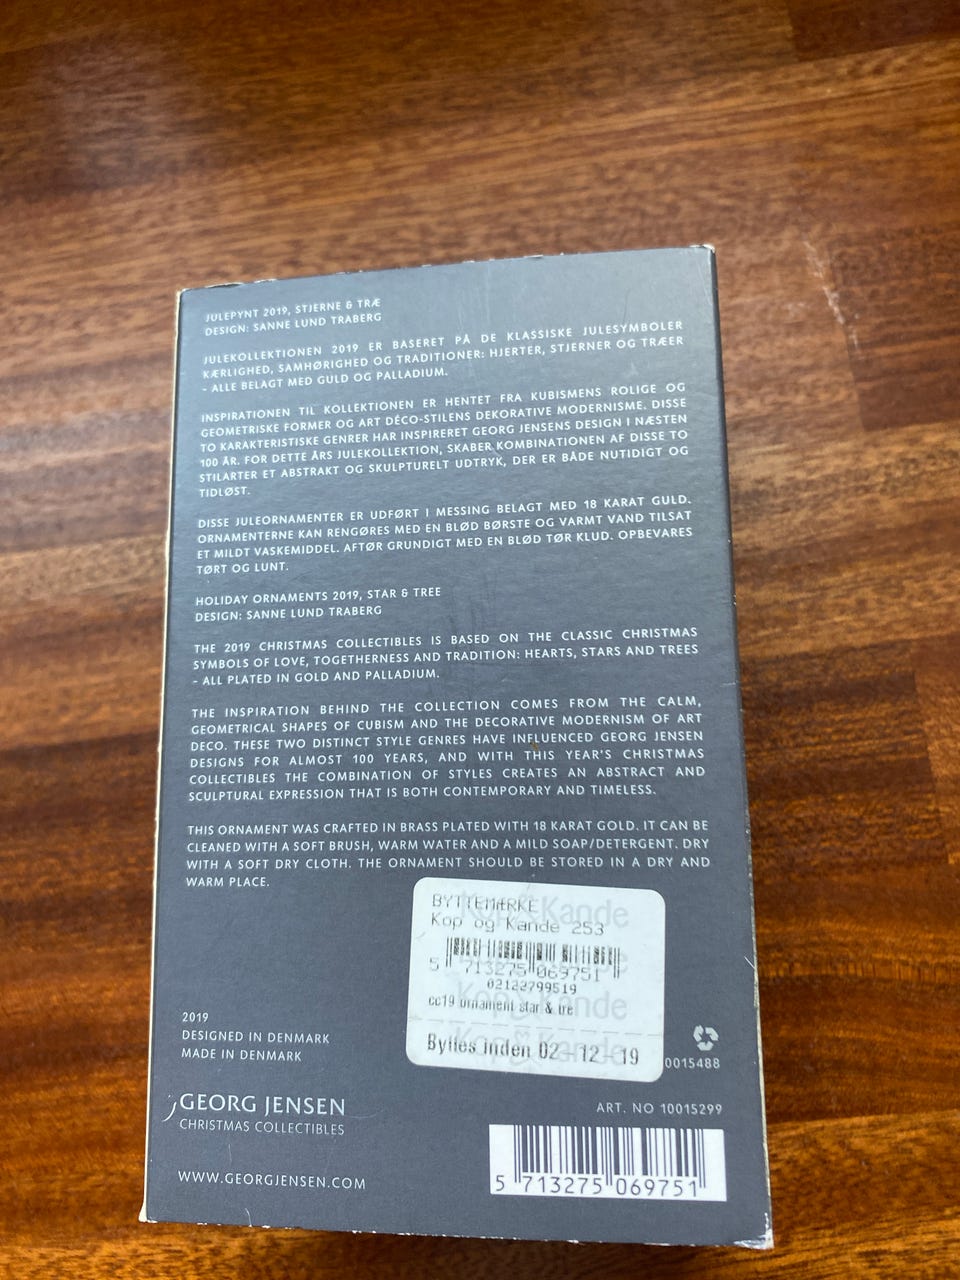 JULEPYNT 2019, STJERNE & TRÆ
DESIGN: SANNE LUND TRABERG
JULEKOLLEKTIONEN 2019 ER BASERET PÅ DE KLASSISKE JULESYMBOLER
KÆRLIGHED, SAMHØRIGHED OG TRADITIONER: HJERTER, STJERNER OG TRÆER
- ALLE BELAGT MED GULD OG PALLADIUM.
INSPIRATIONEN TIL KOLLEKTIONEN ER HENTET FRA KUBISMENS ROLIGE OG
GEOMETRISKE FORMER OG ART DÉCO-STILENS DEKORATIVE MODERNISME. DISSE
TO KARAKTERISTISKE GENRER HAR INSPIRERET GEORG JENSENS DESIGN I NÆSTEN
100 ÅR. FOR DETTE ÅRS JULEKOLLEKTION, SKABER KOMBINATIONEN AF DISSE TO
STILARTER ET ABSTRAKT OG SKULPTURELT UDTRYK, DER ER BÅDE NUTIDIGT OG
TIDLØST.
DISSE JULEORNAMENTER ER UDFØRT I MESSING BELAGT MED 18 KARAT GULD.
ORNAMENTERNE KAN RENGØRES MED EN BLØD BØRSTE OG VARMT VAND TILSAT
ET MILDT VASKEMIDDEL. AFTØR GRUNDIGT MED EN BLØD TØR KLUD. OPBEVARES
TØRT OG LUNT.
HOLIDAY ORNAMENTS 2019, STAR & TREE
DESIGN: SANNE LUND TRABERG
THE 2019 CHRISTMAS COLLECTIBLES IS BASED ON THE CLASSIC CHRISTMAS
SYMBOLS OF LOVE, TOGETHERNESS AND TRADITION: HEARTS, STARS AND TREES
- ALL PLATED IN GOLD AND PALLADIUM.
THE INSPIRATION BEHIND THE COLLECTION COMES FROM THE CALM,
GEOMETRICAL SHAPES OF CUBISM AND THE DECORATIVE MODERNISM OF ART
DECO. THESE TWO DISTINCT STYLE GENRES HAVE INFLUENCED GEORG JENSEN
DESIGNS FOR ALMOST 100 YEARS, AND WITH THIS YEAR'S CHRISTMAS
COLLECTIBLES THE COMBINATION OF STYLES CREATES AN ABSTRACT AND
SCULPTURAL EXPRESSION THAT IS BOTH CONTEMPORARY AND TIMELESS.
THIS ORNAMENT WAS CRAFTED IN BRASS PLATED WITH 18 KARAT GOLD. IT CAN BE
CLEANED WITH A SOFT BRUSH, WARM WATER AND A MILD SOAP/DETERGENT. DRY
WITH A SOFT DRY CLOTH. THE ORNAMENT SHOULD BE STORED IN A DRY AND
WARM PLACE.
BYTTEMÆRKE
Kop og Kande 253
5 713275 069751
02122799519
cc19 ornament star & tre
Byttes inden 02-12-19
2019
DESIGNED IN DENMARK
MADE IN DENMARK
0015488
GEORG JENSEN
CHRISTMAS COLLECTIBLES
ART. NO 10015299
WWW.GEORGJENSEN.COM
5 713275 069751